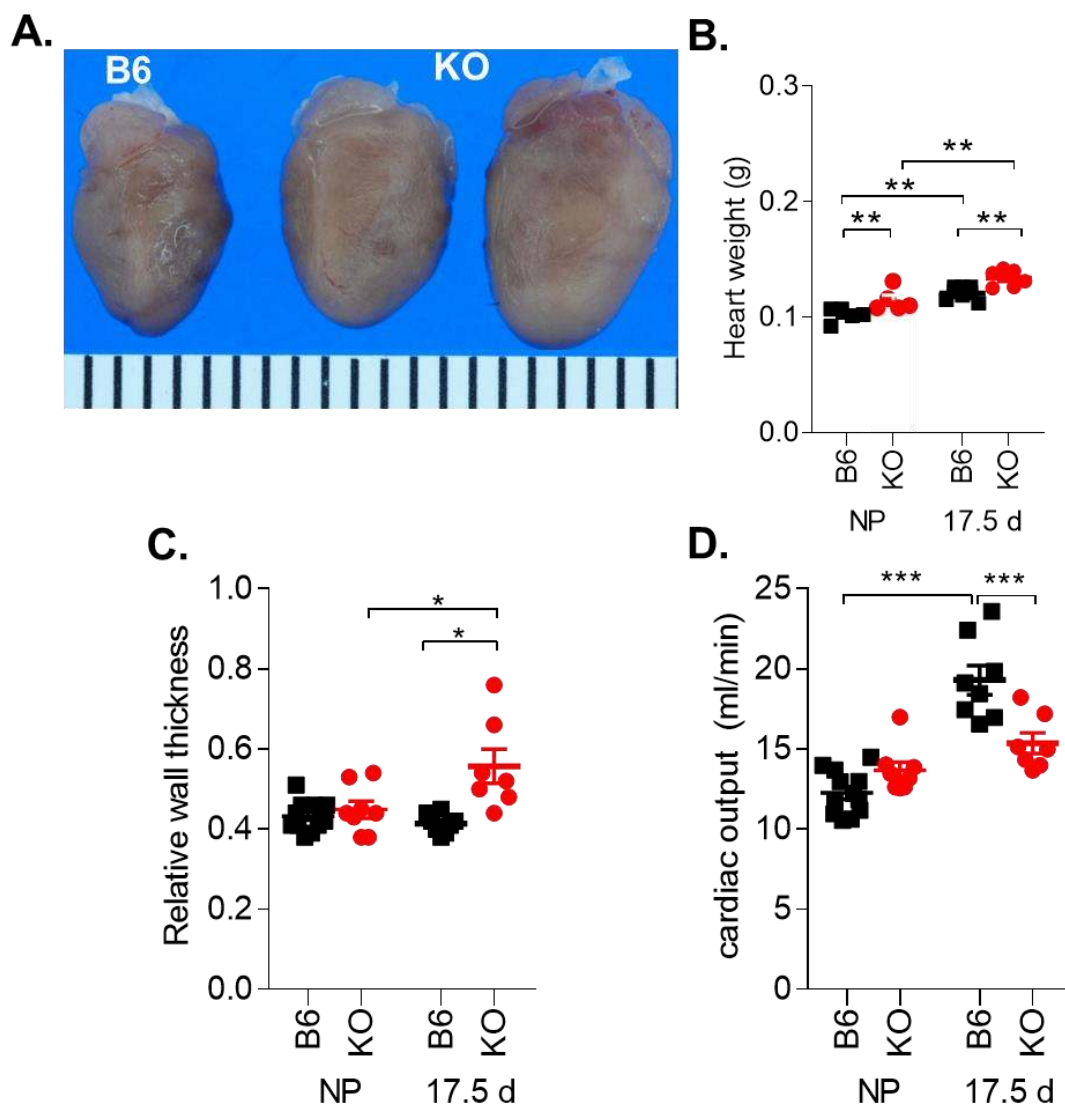 A.
B6
KO
B.
Heart weight (g)
0.3
0.2
0.1
0.0
**
**
**
**
B6
KO
B6
KO
NP
17.5 d
C.
Relative wall thickness
1.0
0.8
0.6
0.4
0.2
0.0
*
*
B6
KO
B6
KO
NP
17.5 d
D.
cardiac output (ml/min)
25
20
15
10
5
0
***
***
B6
KO
B6
KO
NP
17.5 d